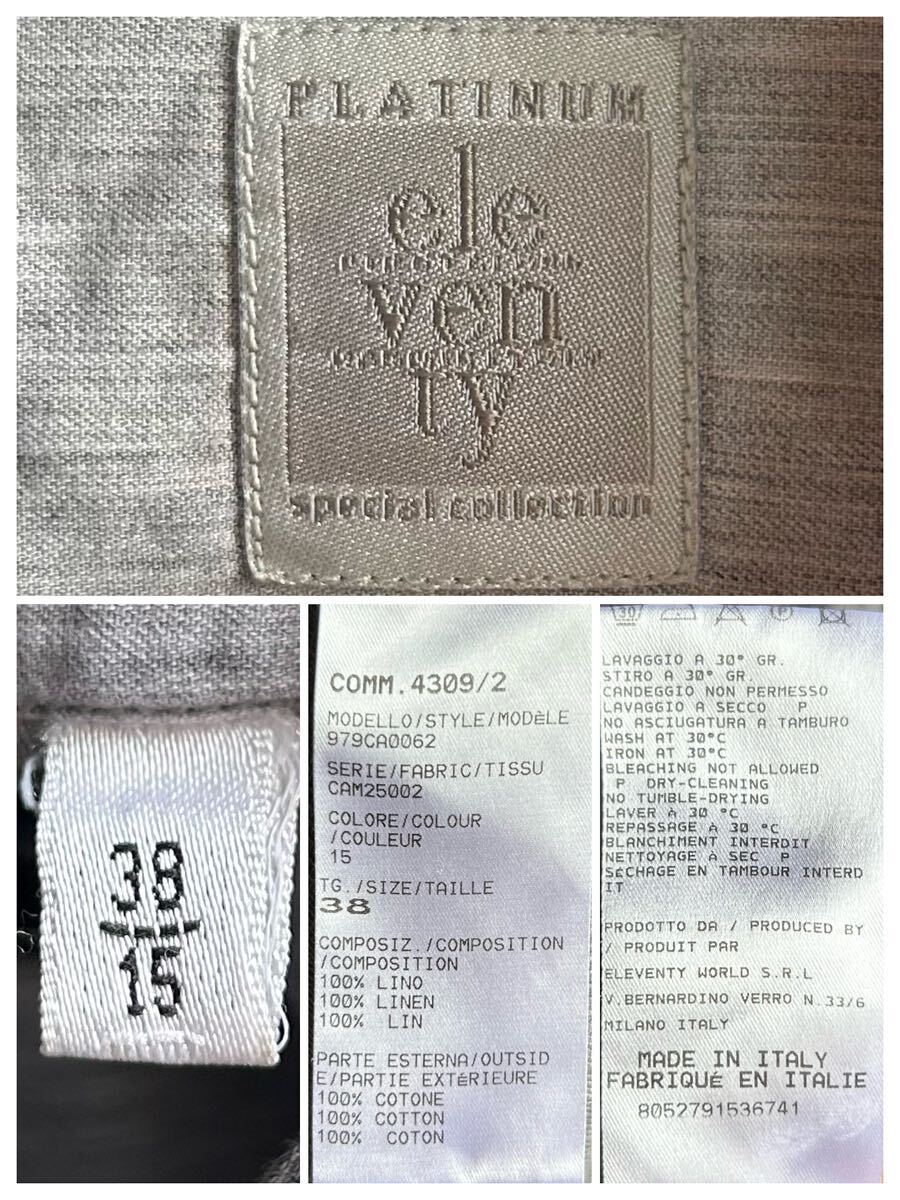 PLATINUM
ele
ven
ty
special collection
38
15
COMM.4309/2
MODELLO/STYLE/MODÈLE
979CA0062
SERIE/FABRIC/TISSU
CAM25002
COLORE/COLOUR
/COULEUR
15
TG./SIZE/TAILLE
38
COMPOSIZ./COMPOSITION
/COMPOSITION
100% LINO
100% LINEN
100% LIN
PARTE ESTERNA/OUTSID
E/PARTIE EXTÉRIEURE
100% COTONE
100% COTTON
100% COTON
30
P
LAVAGGIO A 30° GR.
STIRO A 30° GR.
CANDEGGIO NON PERMESSO
LAVAGGIO A SECCO P
NO ASCIUGATURA A TAMBURO
WASH AT 30°C
IRON AT 30°C
BLEACHING NOT ALLOWED
P DRY-CLEANING
NO TUMBLE-DRYING
LAVER À 30 °C
REPASSAGE À 30 °C
BLANCHIMENT INTERDIT
NETTOYAGE À SEC P
SÉCHAGE EN TAMBOUR INTERD
IT
PRODOTTO DA / PRODUCED BY
/ PRODUIT PAR
ELEVENTY WORLD S.R.L
V.BERNARDINO VERRO N.33/6
MILANO ITALY
MADE IN ITALY
FABRIQUÉ EN ITALIE
8052791536741